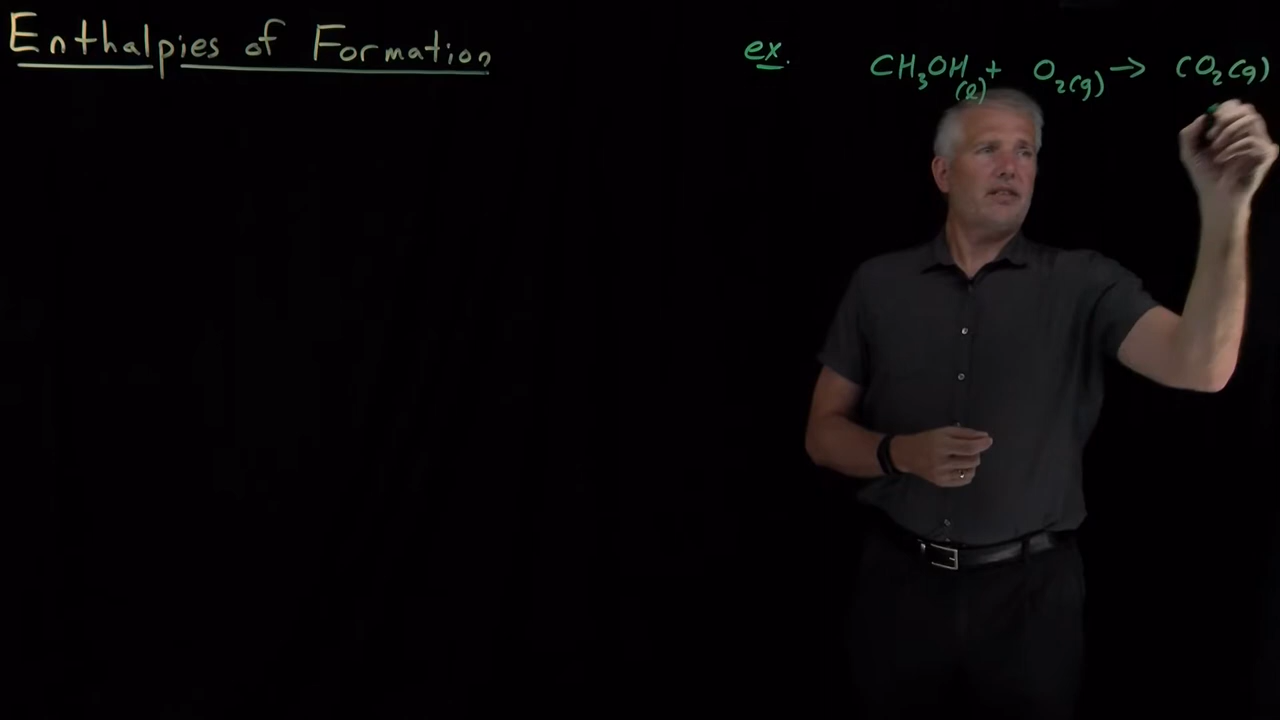 Enthalpies of Formation
ex. CH₃OH(l) + O₂(g) → CO₂(g)